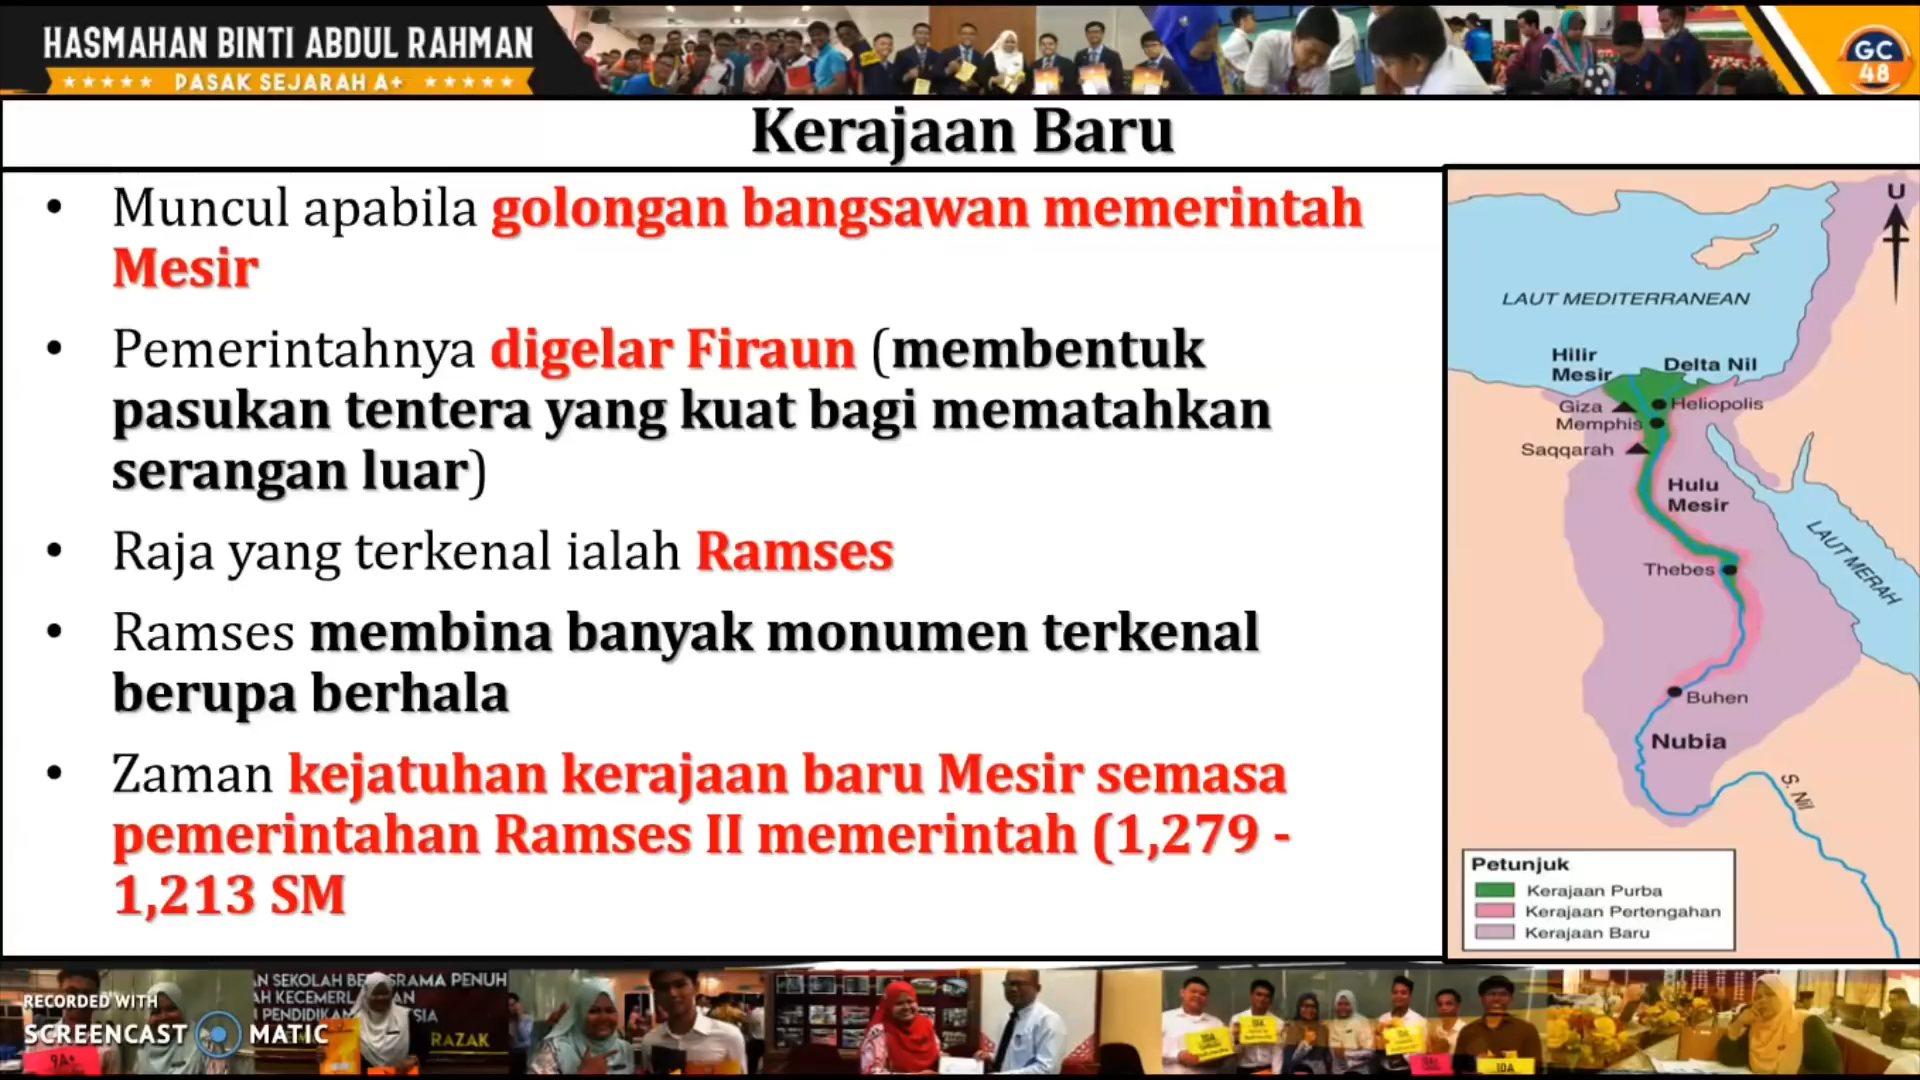 HASMAHAN BINTI ABDUL RAHMAN
PASAK SEJARAH A+
GC
48
Kerajaan Baru
• Muncul apabila golongan bangsawan memerintah
Mesir
• Pemerintahnya digelar Firaun (membentuk
pasukan tentera yang kuat bagi mematahkan
serangan luar)
• Raja yang terkenal ialah Ramses
• Ramses membina banyak monumen terkenal
berupa berhala
• Zaman kejatuhan kerajaan baru Mesir semasa
pemerintahan Ramses II memerintah (1,279 -
1,213 SM
U
LAUT MEDITERRANEAN
Hilir
Mesir
Delta Nil
Giza
Heliopolis
Memphis
Saqqarah
Hulu
Mesir
LAUT MERAH
Thebes
Buhen
Nubia
S. Nil
Petunjuk
Kerajaan Purba
Kerajaan Pertengahan
Kerajaan Baru
RECORDED WITH
SCREENCAST MATIC
SEKOLAH
PENUH
RAZAK
9A+